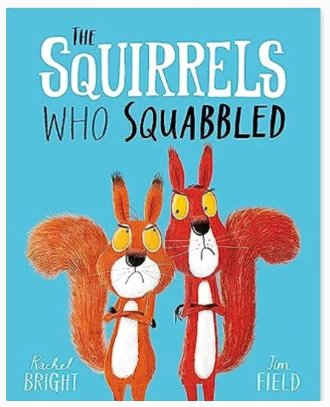 THE
SQUIRRELS
WHO SQUABBLED
Rachel
BRIGHT
Jim
FIELD